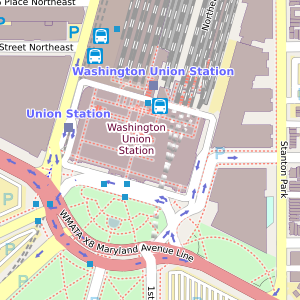 Place Northeast
Street Northeast
Northe
Washington Union Station
Union Station
Washington
Union
Station
Stanton Park
WMATA X8 Maryland Avenue Line
1st
P
P
P
P
P